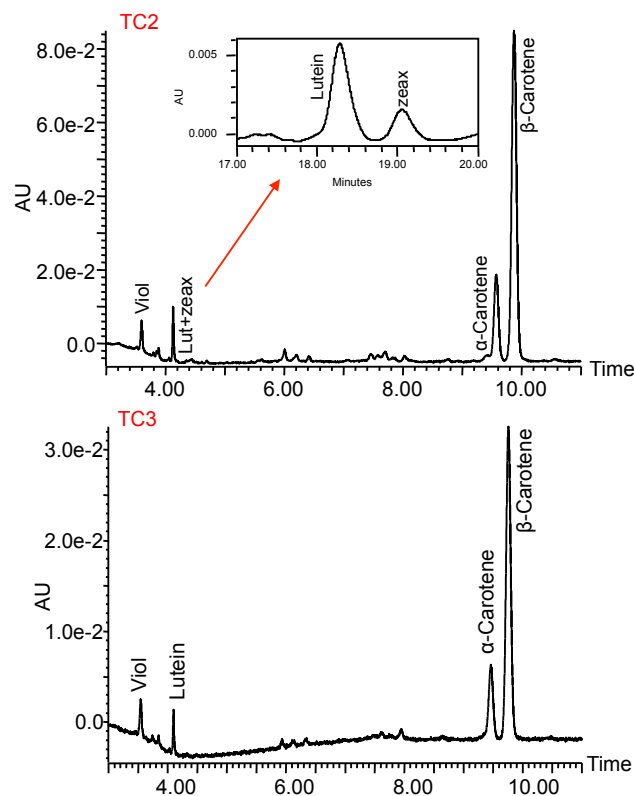 TC2
8.0e-2
6.0e-2
4.0e-2
2.0e-2
0.0
AU
0.005
0.000
AU
Lutein
zeax
17.00 18.00 19.00 20.00
Minutes
Viol
Lut+zeax
α-Carotene
β-Carotene
4.00 6.00 8.00 10.00
Time
TC3
3.0e-2
2.0e-2
1.0e-2
0.0
AU
Viol
Lutein
α-Carotene
β-Carotene
4.00 6.00 8.00 10.00
Time